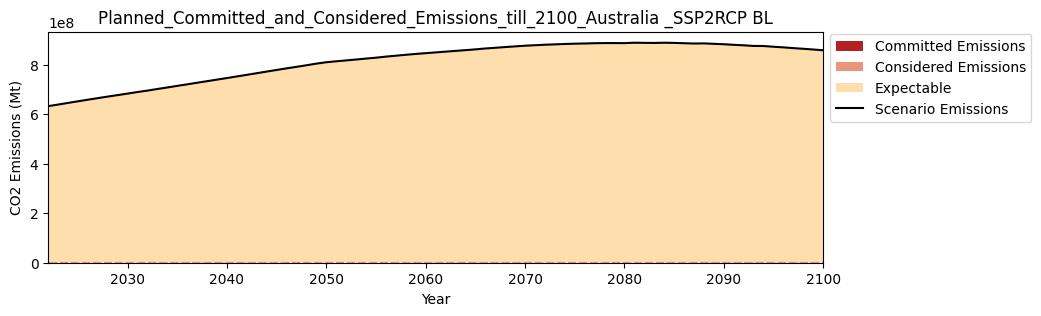 Planned_Committed_and_Considered_Emissions_till_2100_Australia _SSP2RCP BL
1e8
8
6
4
2
0
CO2 Emissions (Mt)
2030 2040 2050 2060 2070 2080 2090 2100
Year
Committed Emissions
Considered Emissions
Expectable
Scenario Emissions